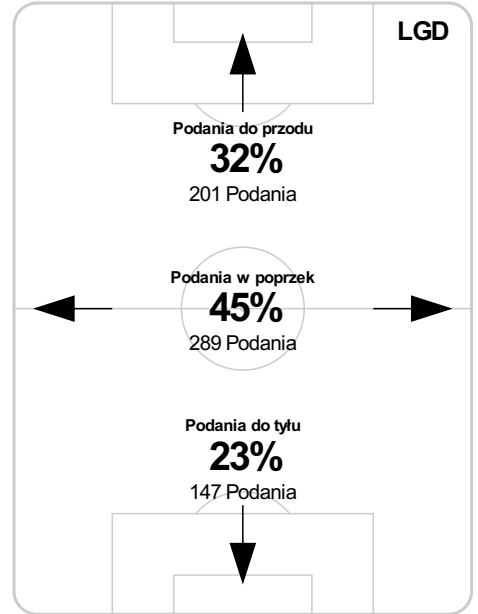 LGD
Podania do przodu
32%
201 Podania
Podania w poprzek
45%
289 Podania
Podania do tyłu
23%
147 Podania